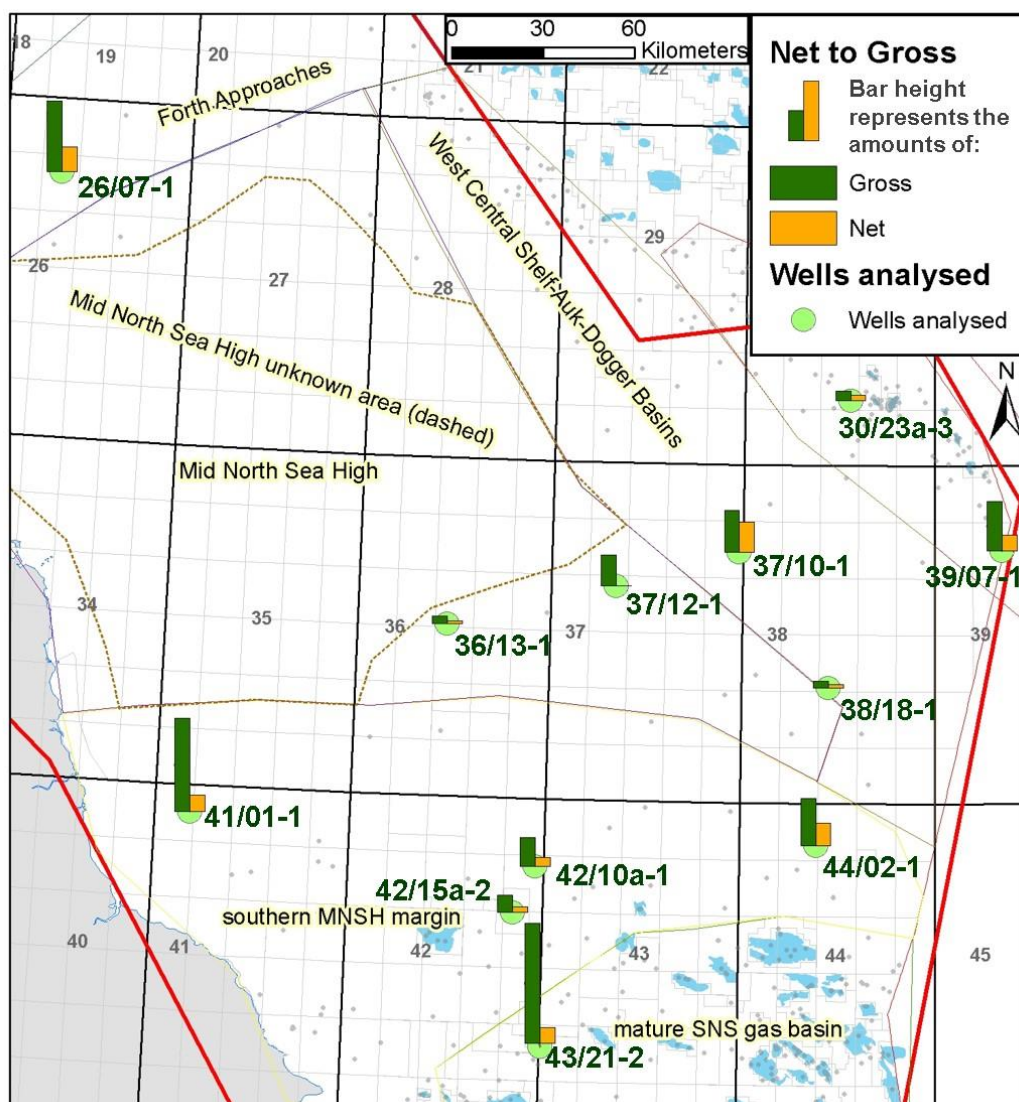 0 30 60
Kilometers
Net to Gross
Bar height
represents the
amounts of:
Gross
Net
Wells analysed
Wells analysed
N
18
19
20
21
22
Forth Approaches
26/07-1
West Central Shelf-Auk-Dogger Basins
29
26
27
28
Mid North Sea High unknown area (dashed)
30/23a-3
Mid North Sea High
37/10-1
39/07-1
37/12-1
34
35
36
36/13-1
37
38
39
38/18-1
41/01-1
42/10a-1
44/02-1
42/15a-2
southern MNSH margin
40
41
42
43
44
45
mature SNS gas basin
43/21-2